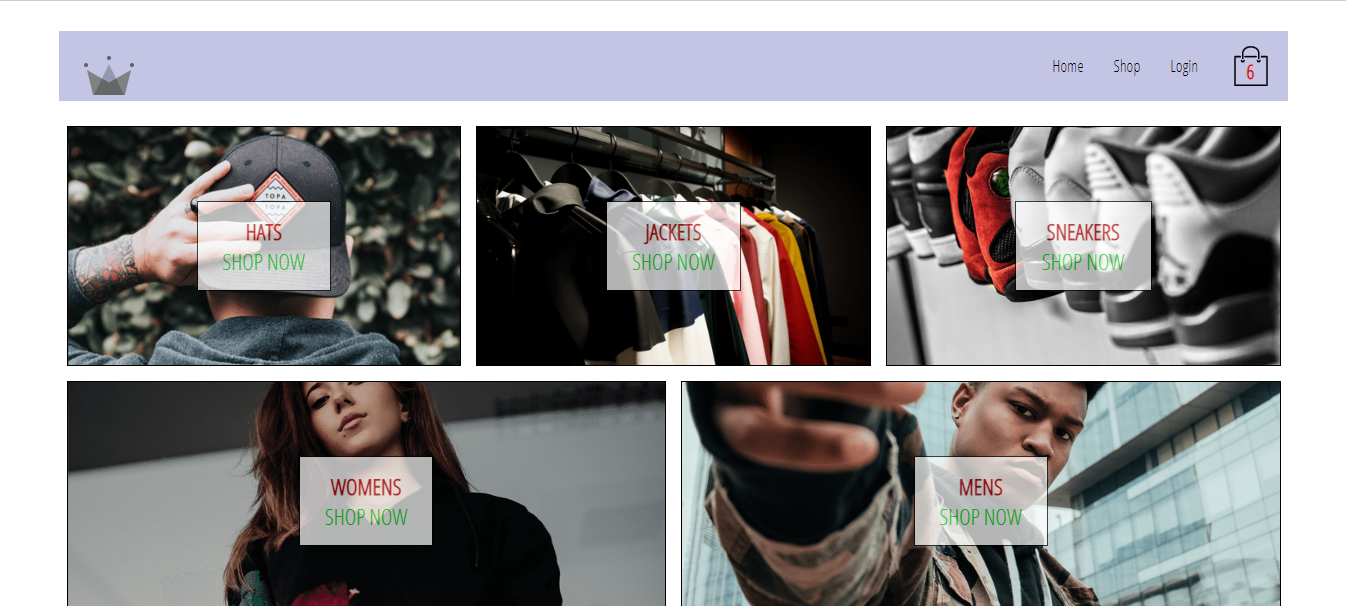 Home Shop Login 6
TOPA
TOPA
HATS
SHOP NOW
JACKETS
SHOP NOW
SNEAKERS
SHOP NOW
WOMENS
SHOP NOW
MENS
SHOP NOW